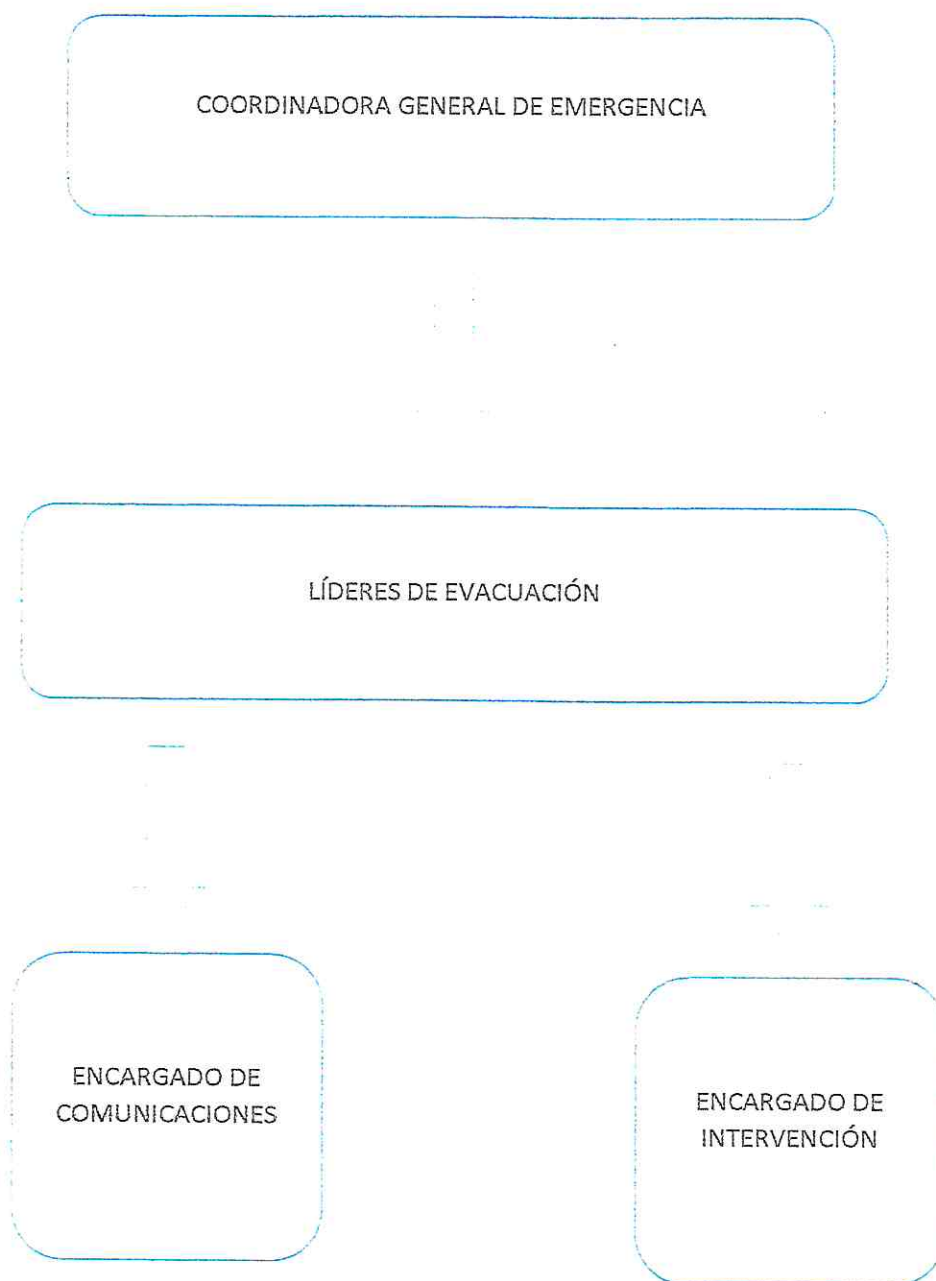 COORDINADORA GENERAL DE EMERGENCIA
LÍDERES DE EVACUACIÓN
ENCARGADO DE
COMUNICACIONES
ENCARGADO DE
INTERVENCIÓN